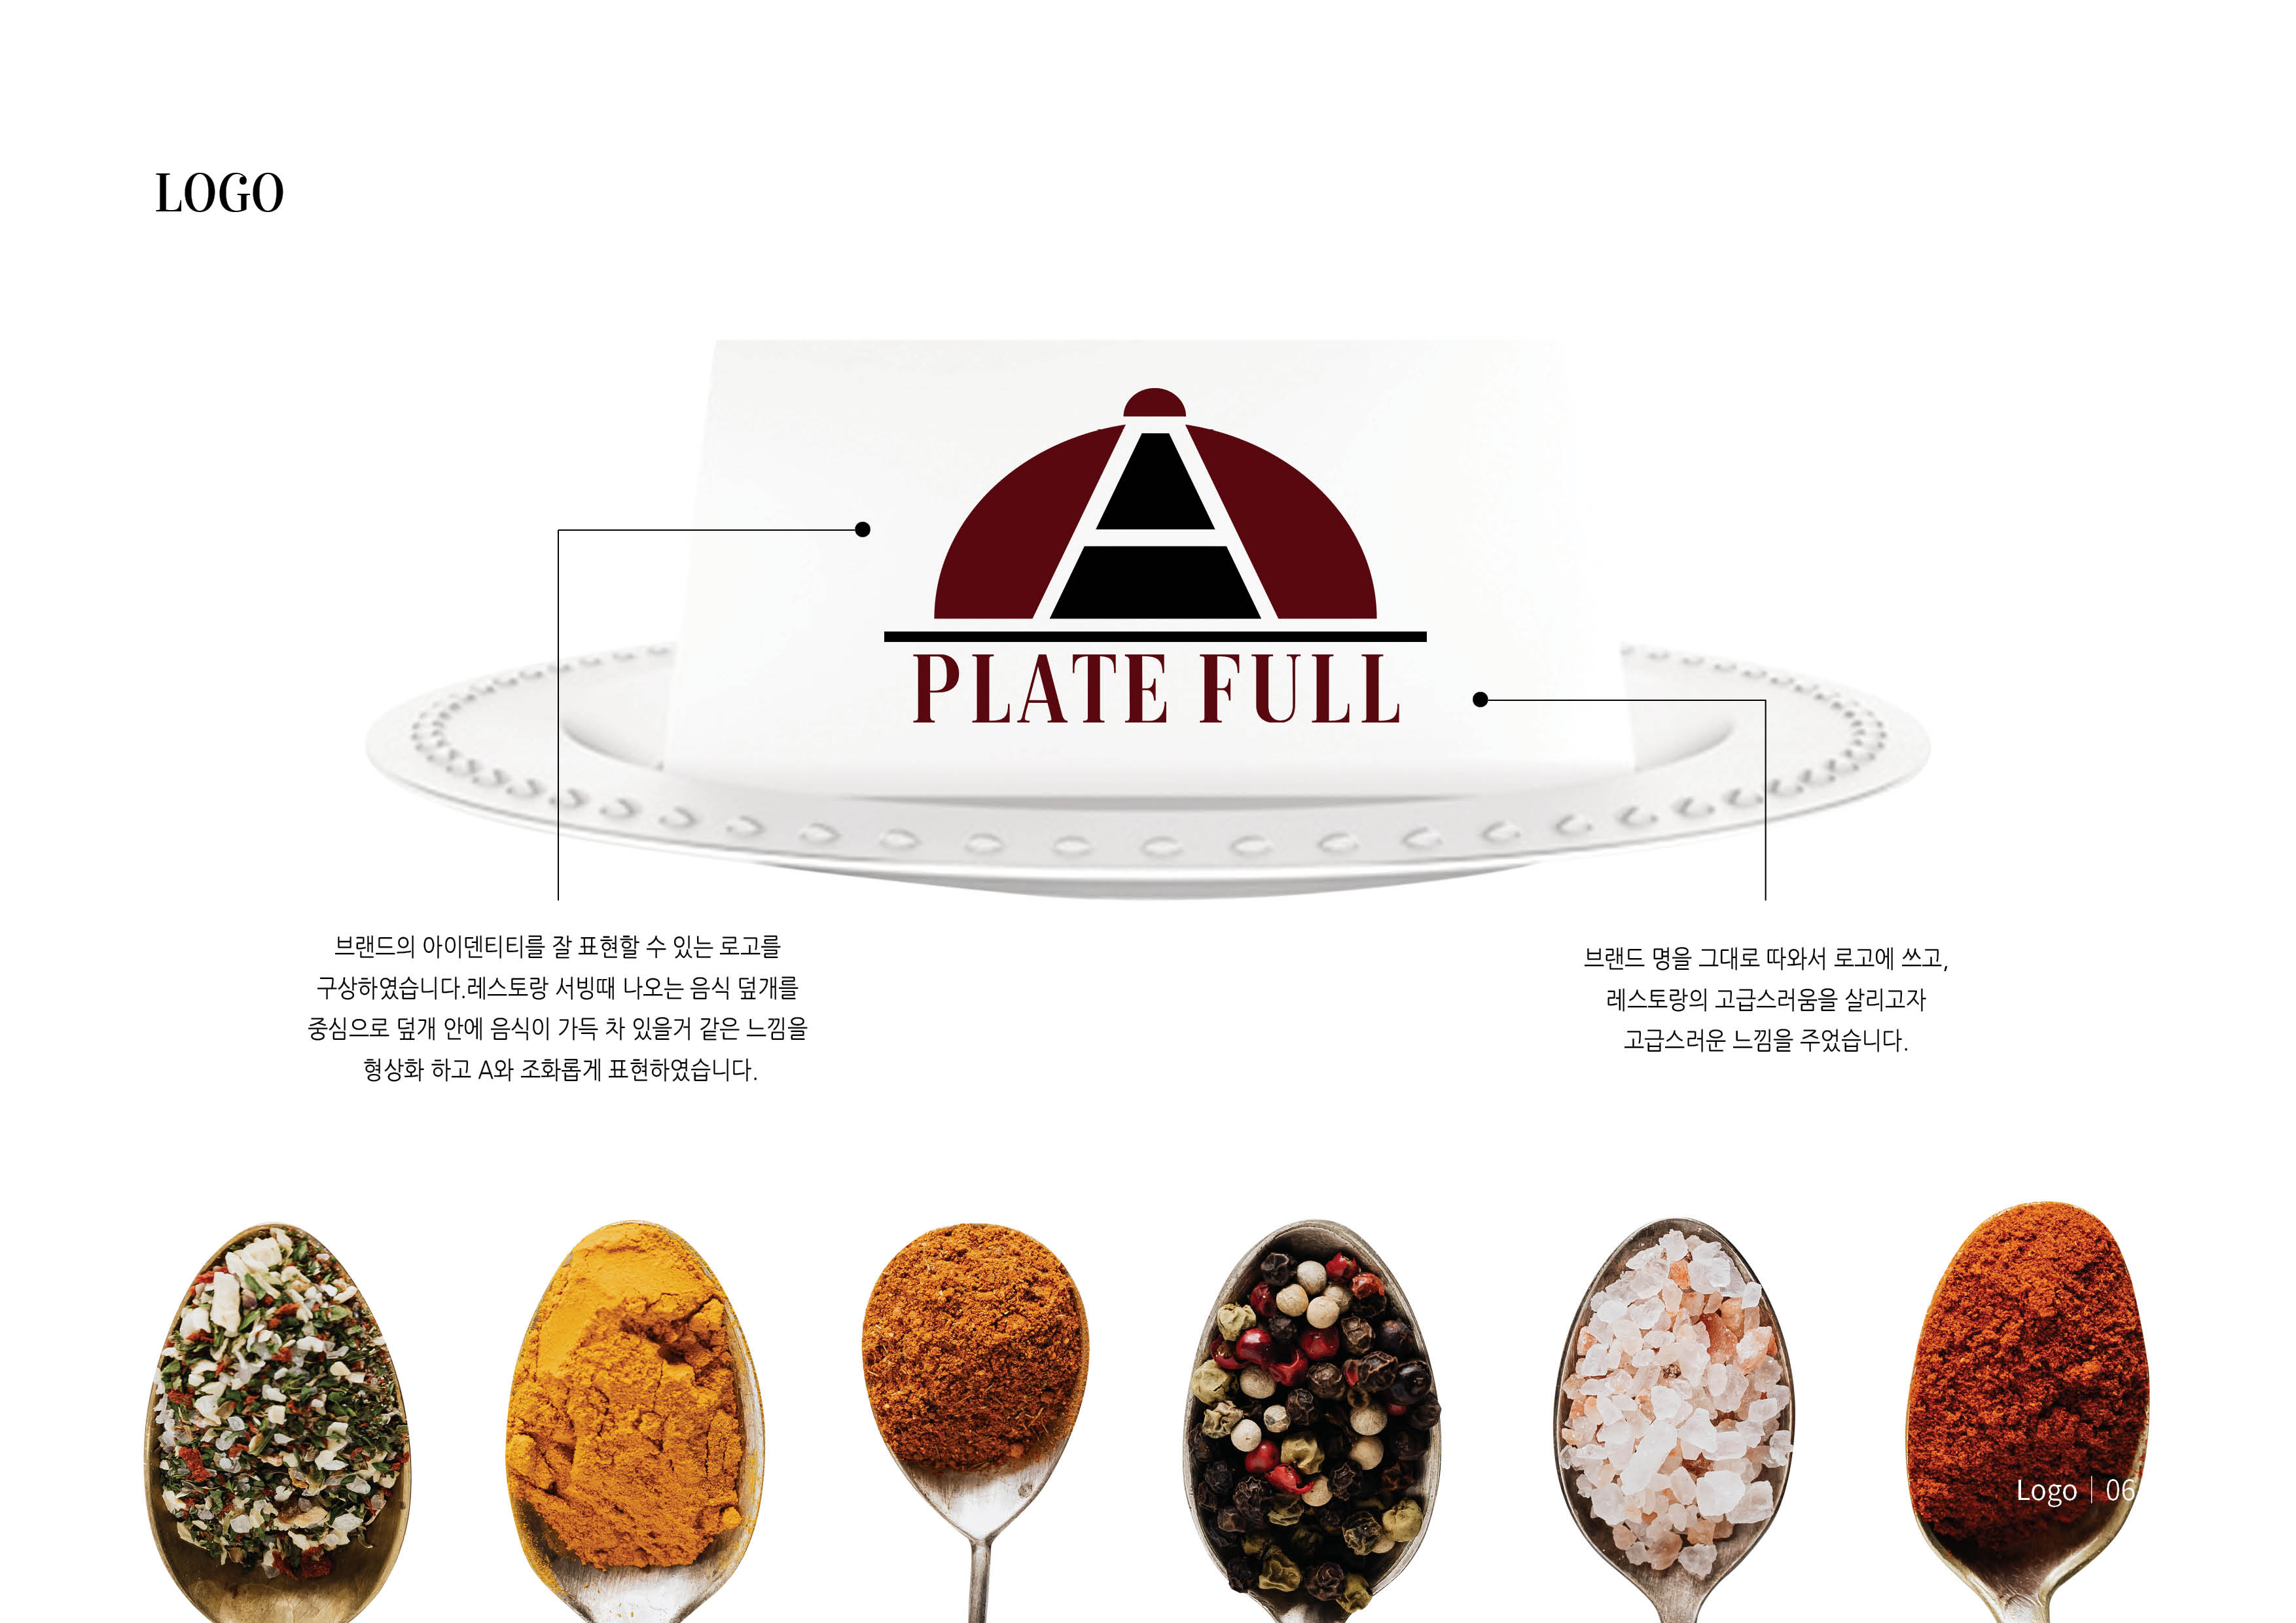 LOGO
A
PLATE FULL
브랜드의 아이덴티티를 잘 표현할 수 있는 로고를
구상하였습니다.레스토랑 서빙때 나오는 음식 덮개를
중심으로 덮개 안에 음식이 가득 차 있을거 같은 느낌을
형상화 하고 A와 조화롭게 표현하였습니다.
브랜드 명을 그대로 따와서 로고에 쓰고,
레스토랑의 고급스러움을 살리고자
고급스러운 느낌을 주었습니다.
Logo | 06